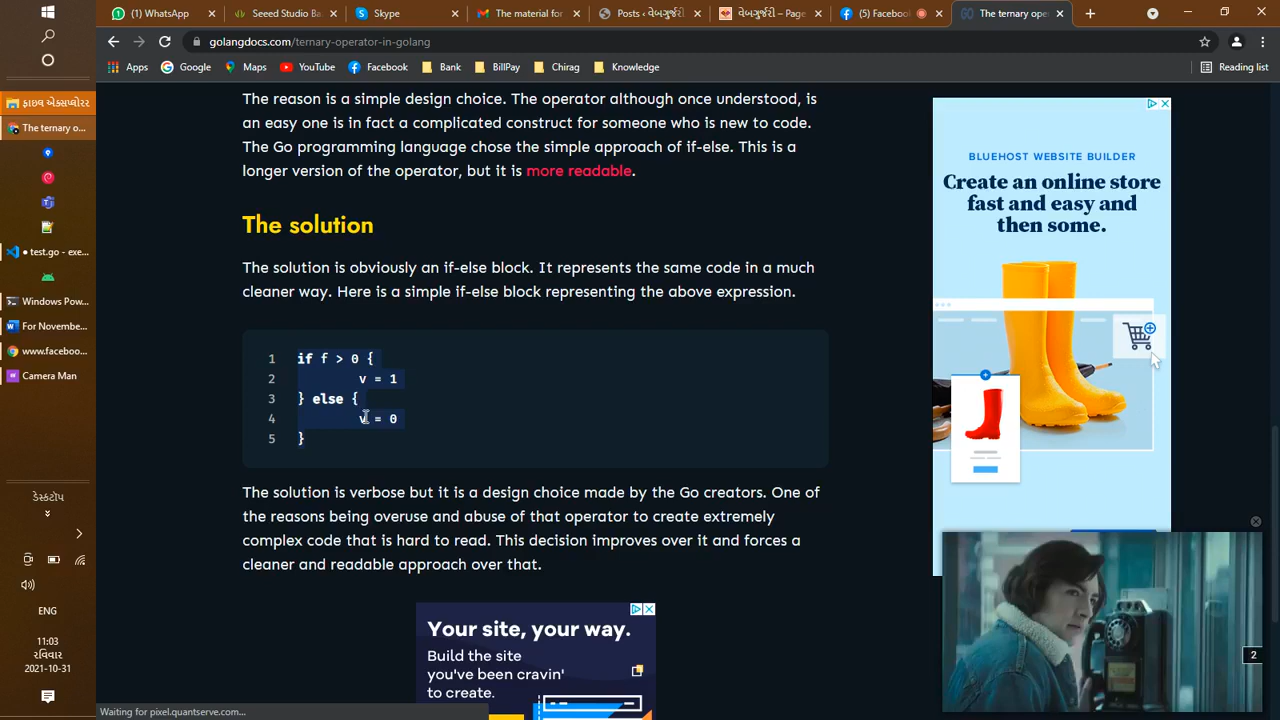 (1) WhatsApp
Seeed Studio Ba
Skype
The material for
Posts ‹ વેબગુર્જરી
વેબગુર્જરી – Page
(5) Facebook
The ternary ope
golangdocs.com/ternary-operator-in-golang
Apps
Google
Maps
YouTube
Facebook
Bank
BillPay
Chirag
Knowledge
Reading list
ફાઇલ એક્સપ્લોરર
The ternary o...
• test.go - exe...
Windows Pow...
For Novembe...
www.faceboo...
Camera Man
ડેસ્કટૉપ
ENG
11:03
રવિવાર
2021-10-31
The reason is a simple design choice. The operator although once understood, is
an easy one is in fact a complicated construct for someone who is new to code.
The Go programming language chose the simple approach of if-else. This is a
longer version of the operator, but it is more readable.
The solution
The solution is obviously an if-else block. It represents the same code in a much
cleaner way. Here is a simple if-else block representing the above expression.
1 if f > 0 {
2 v = 1
3 } else {
4 v = 0
5 }
The solution is verbose but it is a design choice made by the Go creators. One of
the reasons being overuse and abuse of that operator to create extremely
complex code that is hard to read. This decision improves over it and forces a
cleaner and readable approach over that.
Your site, your way.
Build the site
you've been cravin'
to create.
BLUEHOST WEBSITE BUILDER
Create an online store
fast and easy and
then some.
2
Waiting for pixel.quantserve.com...